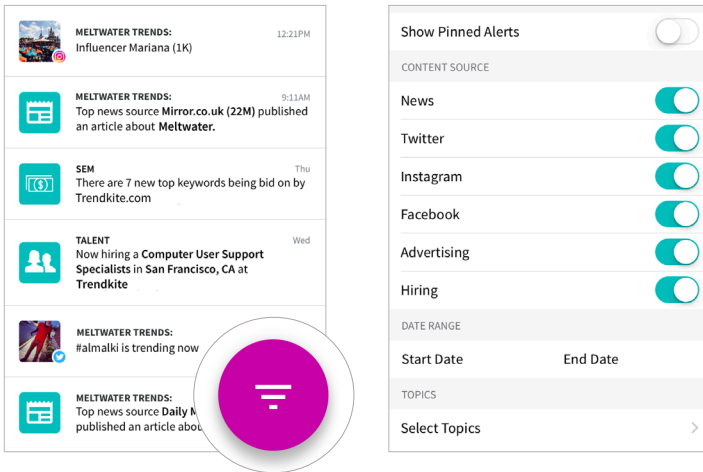 MELTWATER TRENDS: 12:21PM
Influencer Mariana (1K)
MELTWATER TRENDS: 9:11AM
Top news source Mirror.co.uk (22M) published
an article about Meltwater.
SEM Thu
There are 7 new top keywords being bid on by
Trendkite.com
TALENT Wed
Now hiring a Computer User Support
Specialists in San Francisco, CA at
Trendkite
MELTWATER TRENDS:
#almalki is trending now
MELTWATER TRENDS:
Top news source Daily
published an article
Show Pinned Alerts
CONTENT SOURCE
News
Twitter
Instagram
Facebook
Advertising
Hiring
DATE RANGE
Start Date End Date
TOPICS
Select Topics